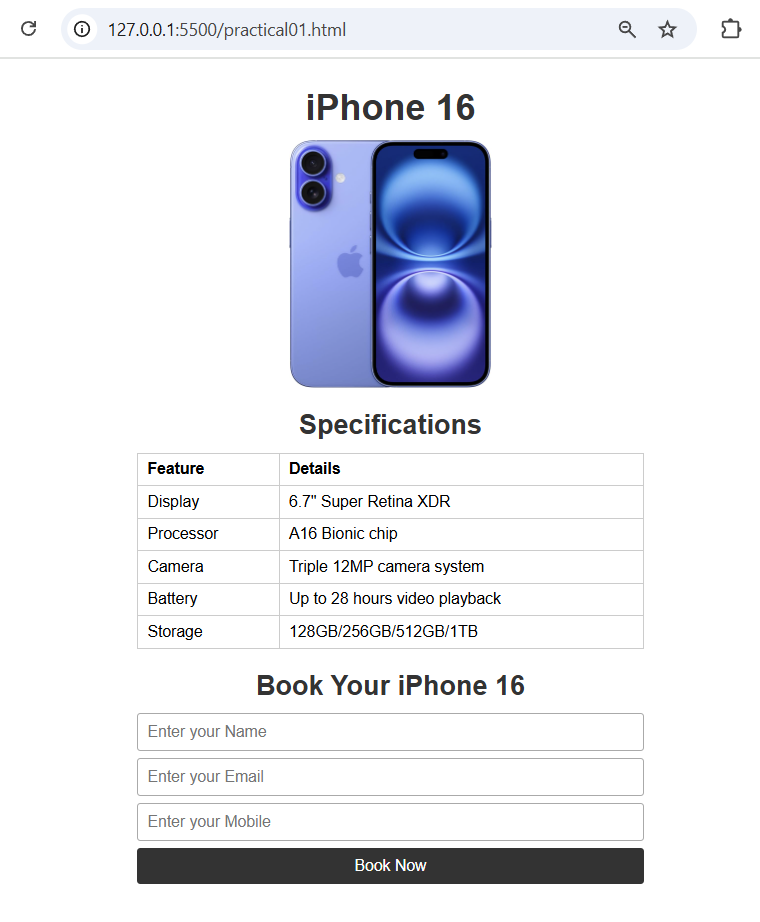 127.0.0.1:5500/practical01.html
iPhone 16
Specifications
Feature Details
Display 6.7" Super Retina XDR
Processor A16 Bionic chip
Camera Triple 12MP camera system
Battery Up to 28 hours video playback
Storage 128GB/256GB/512GB/1TB
Book Your iPhone 16
Enter your Name
Enter your Email
Enter your Mobile
Book Now